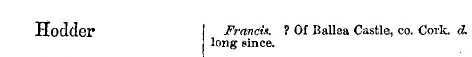 Hodder Francis. ? Of Ballea Castle, co. Cork. d.
long since.